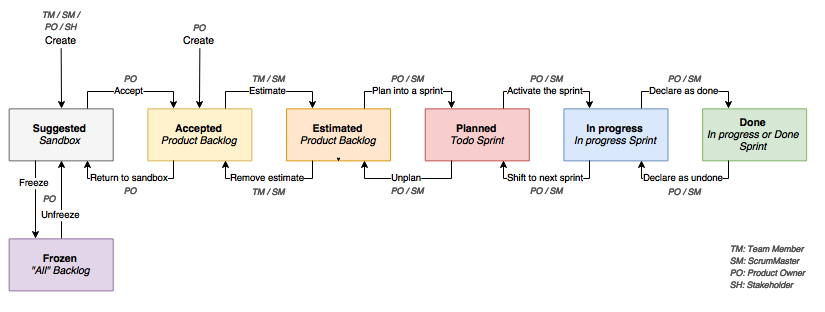 TM / SM /
PO / SH
Create
PO
Create
PO
Accept
TM / SM
Estimate
PO / SM
Plan into a sprint
PO / SM
Activate the sprint
PO / SM
Declare as done
Suggested
Sandbox
Accepted
Product Backlog
Estimated
Product Backlog
Planned
Todo Sprint
In progress
In progress Sprint
Done
In progress or Done
Sprint
Return to sandbox
PO
Remove estimate
TM / SM
Unplan
PO / SM
Shift to next sprint
PO / SM
Declare as undone
PO / SM
Freeze
PO
Unfreeze
Frozen
"All" Backlog
TM: Team Member
SM: ScrumMaster
PO: Product Owner
SH: Stakeholder